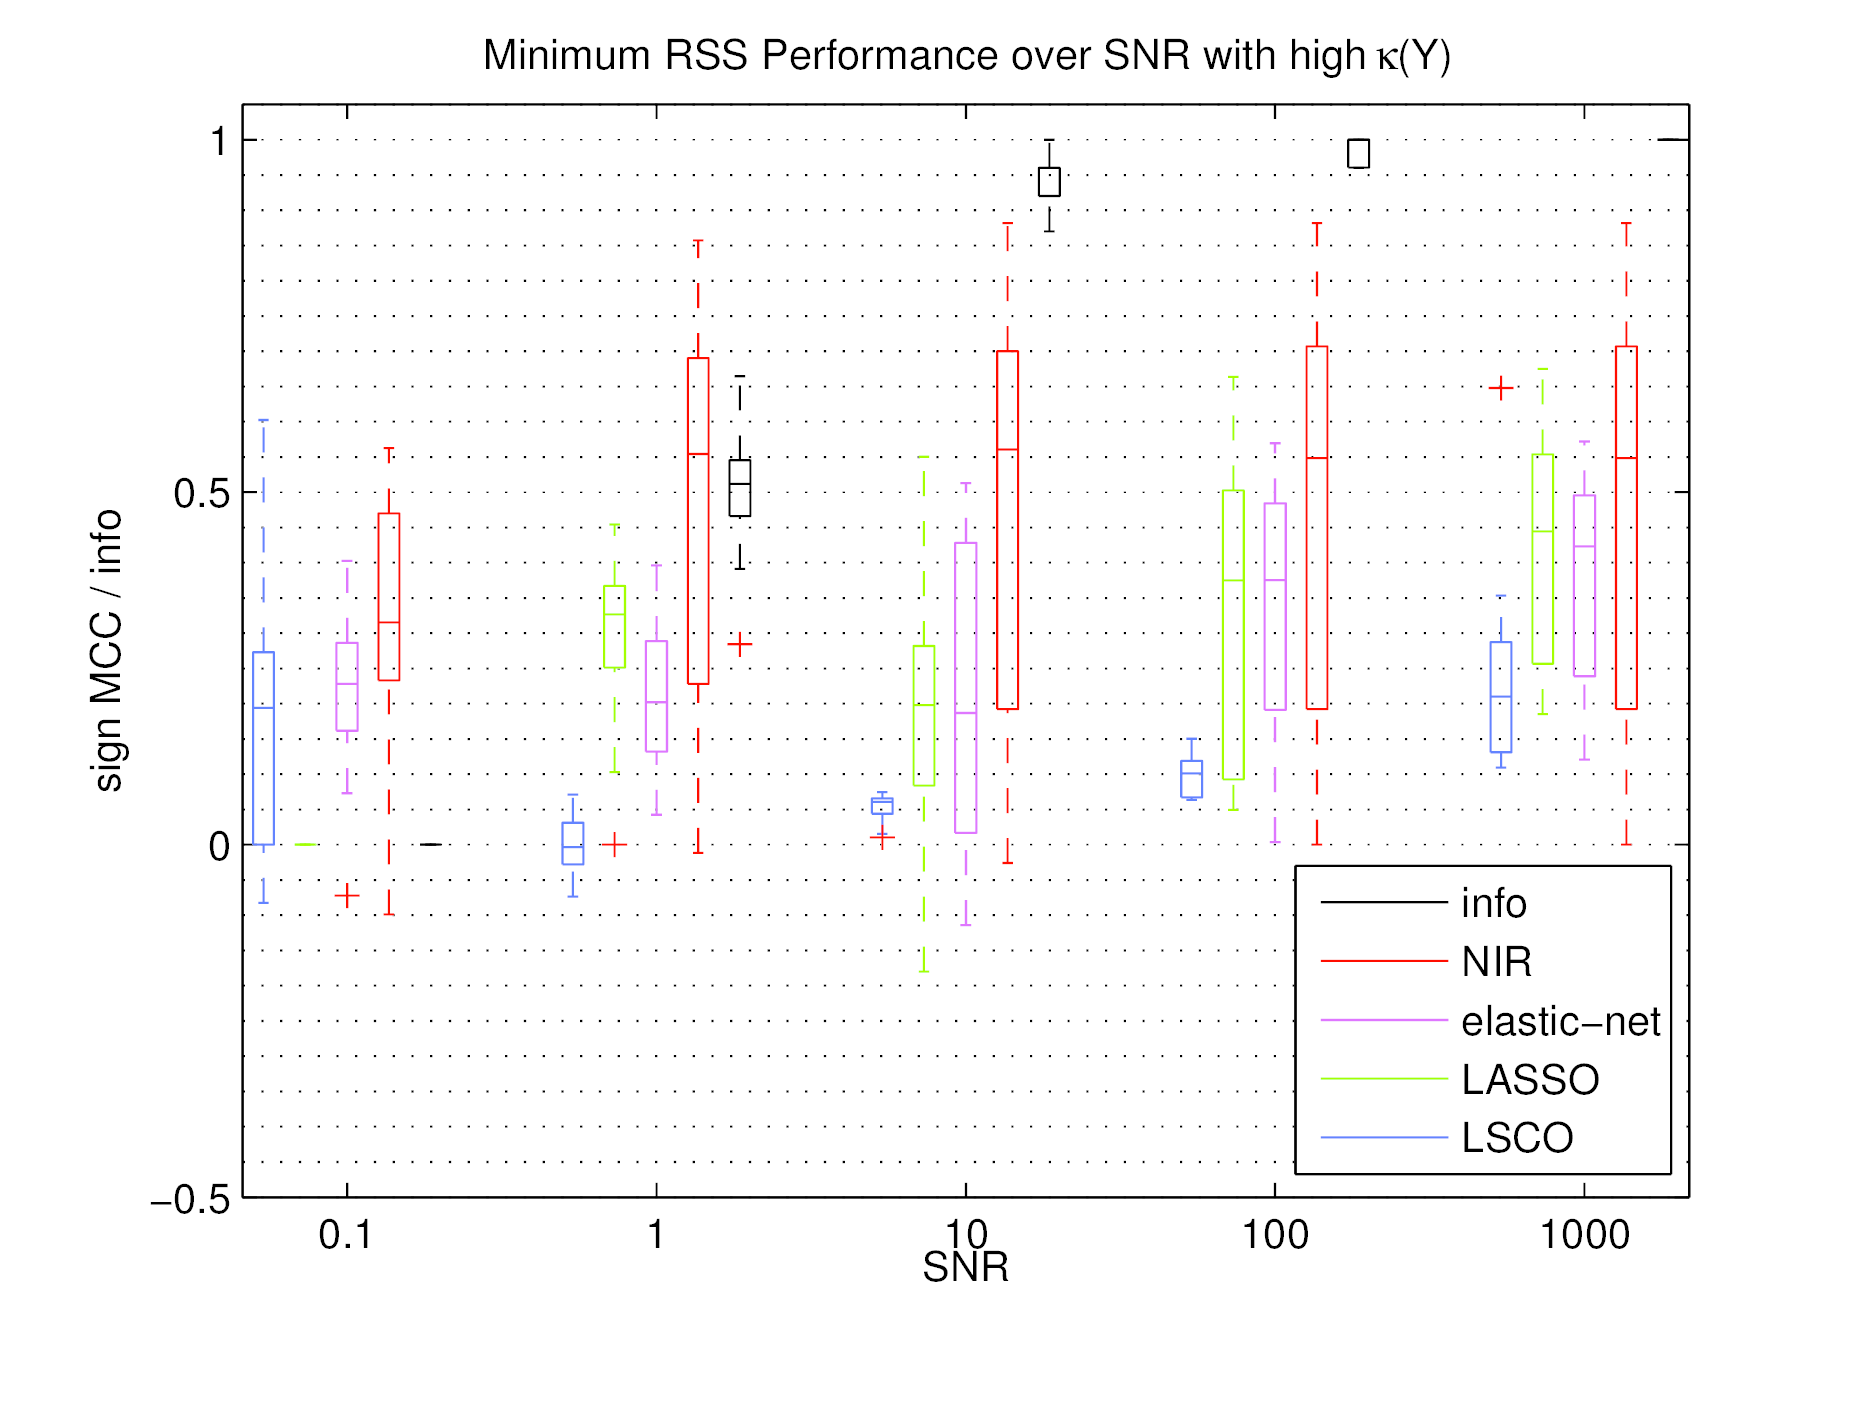 Minimum RSS Performance over SNR with high κ(Y)
1
0.5
0
−0.5
sign MCC / info
0.1 1 10 100 1000
SNR
info
NIR
elastic−net
LASSO
LSCO